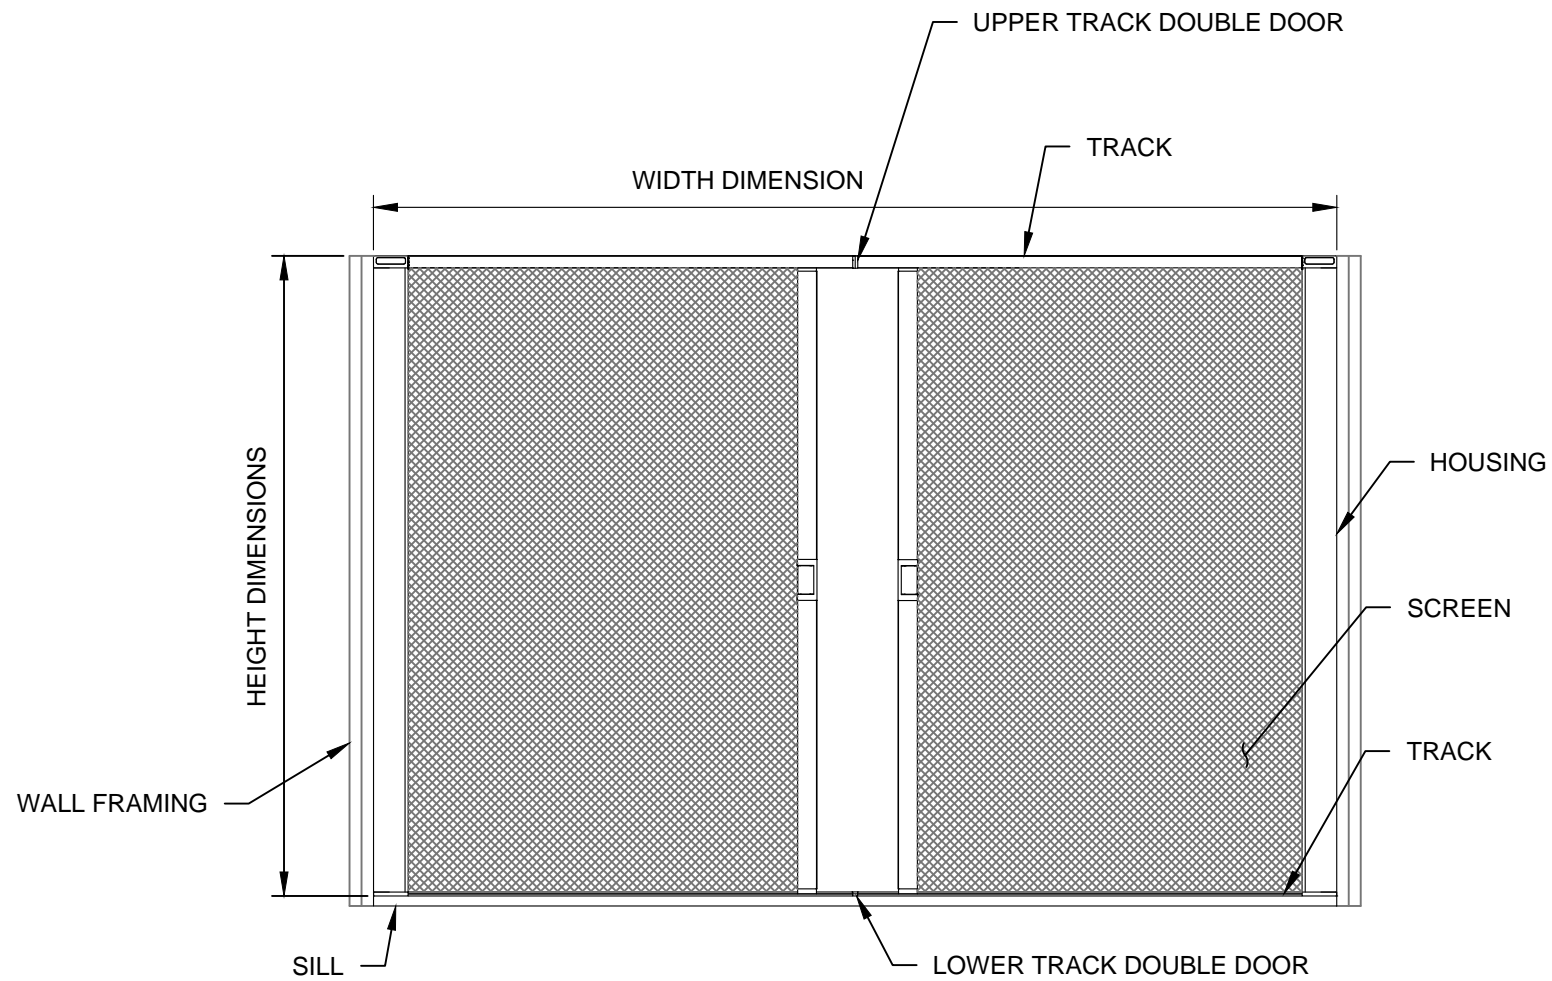 UPPER TRACK DOUBLE DOOR
TRACK
WIDTH DIMENSION
HEIGHT DIMENSIONS
HOUSING
SCREEN
TRACK
WALL FRAMING
SILL
LOWER TRACK DOUBLE DOOR